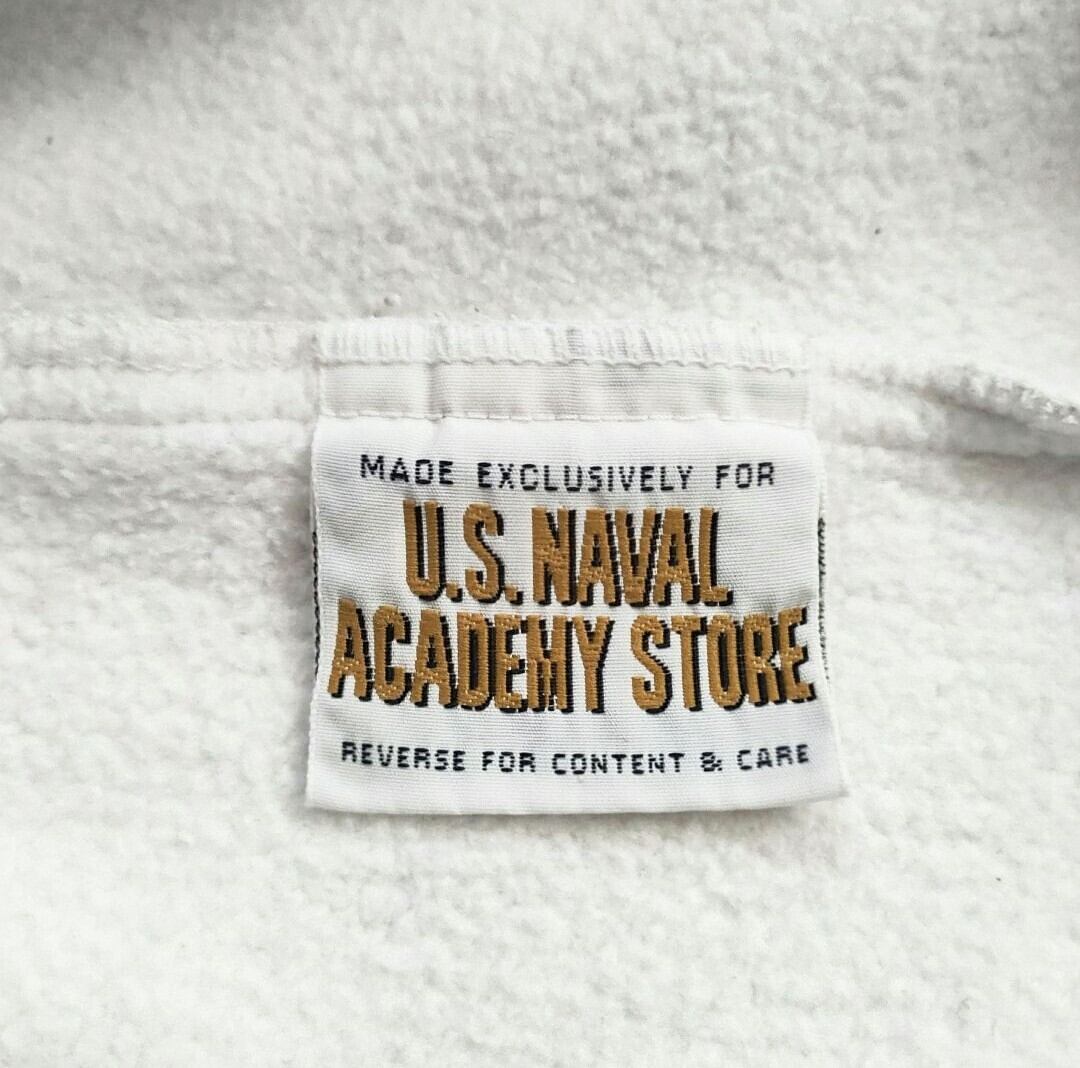 MADE EXCLUSIVELY FOR
U.S. NAVAL
ACADEMY STORE
REVERSE FOR CONTENT & CARE